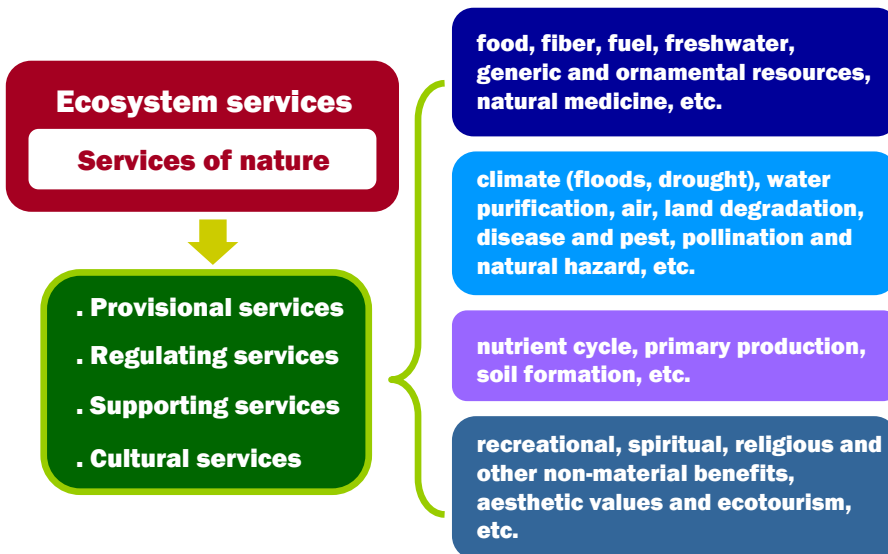 Ecosystem services
Services of nature
. Provisional services
. Regulating services
. Supporting services
. Cultural services
food, fiber, fuel, freshwater,
generic and ornamental resources,
natural medicine, etc.
climate (floods, drought), water
purification, air, land degradation,
disease and pest, pollination and
natural hazard, etc.
nutrient cycle, primary production,
soil formation, etc.
recreational, spiritual, religious and
other non-material benefits,
aesthetic values and ecotourism,
etc.